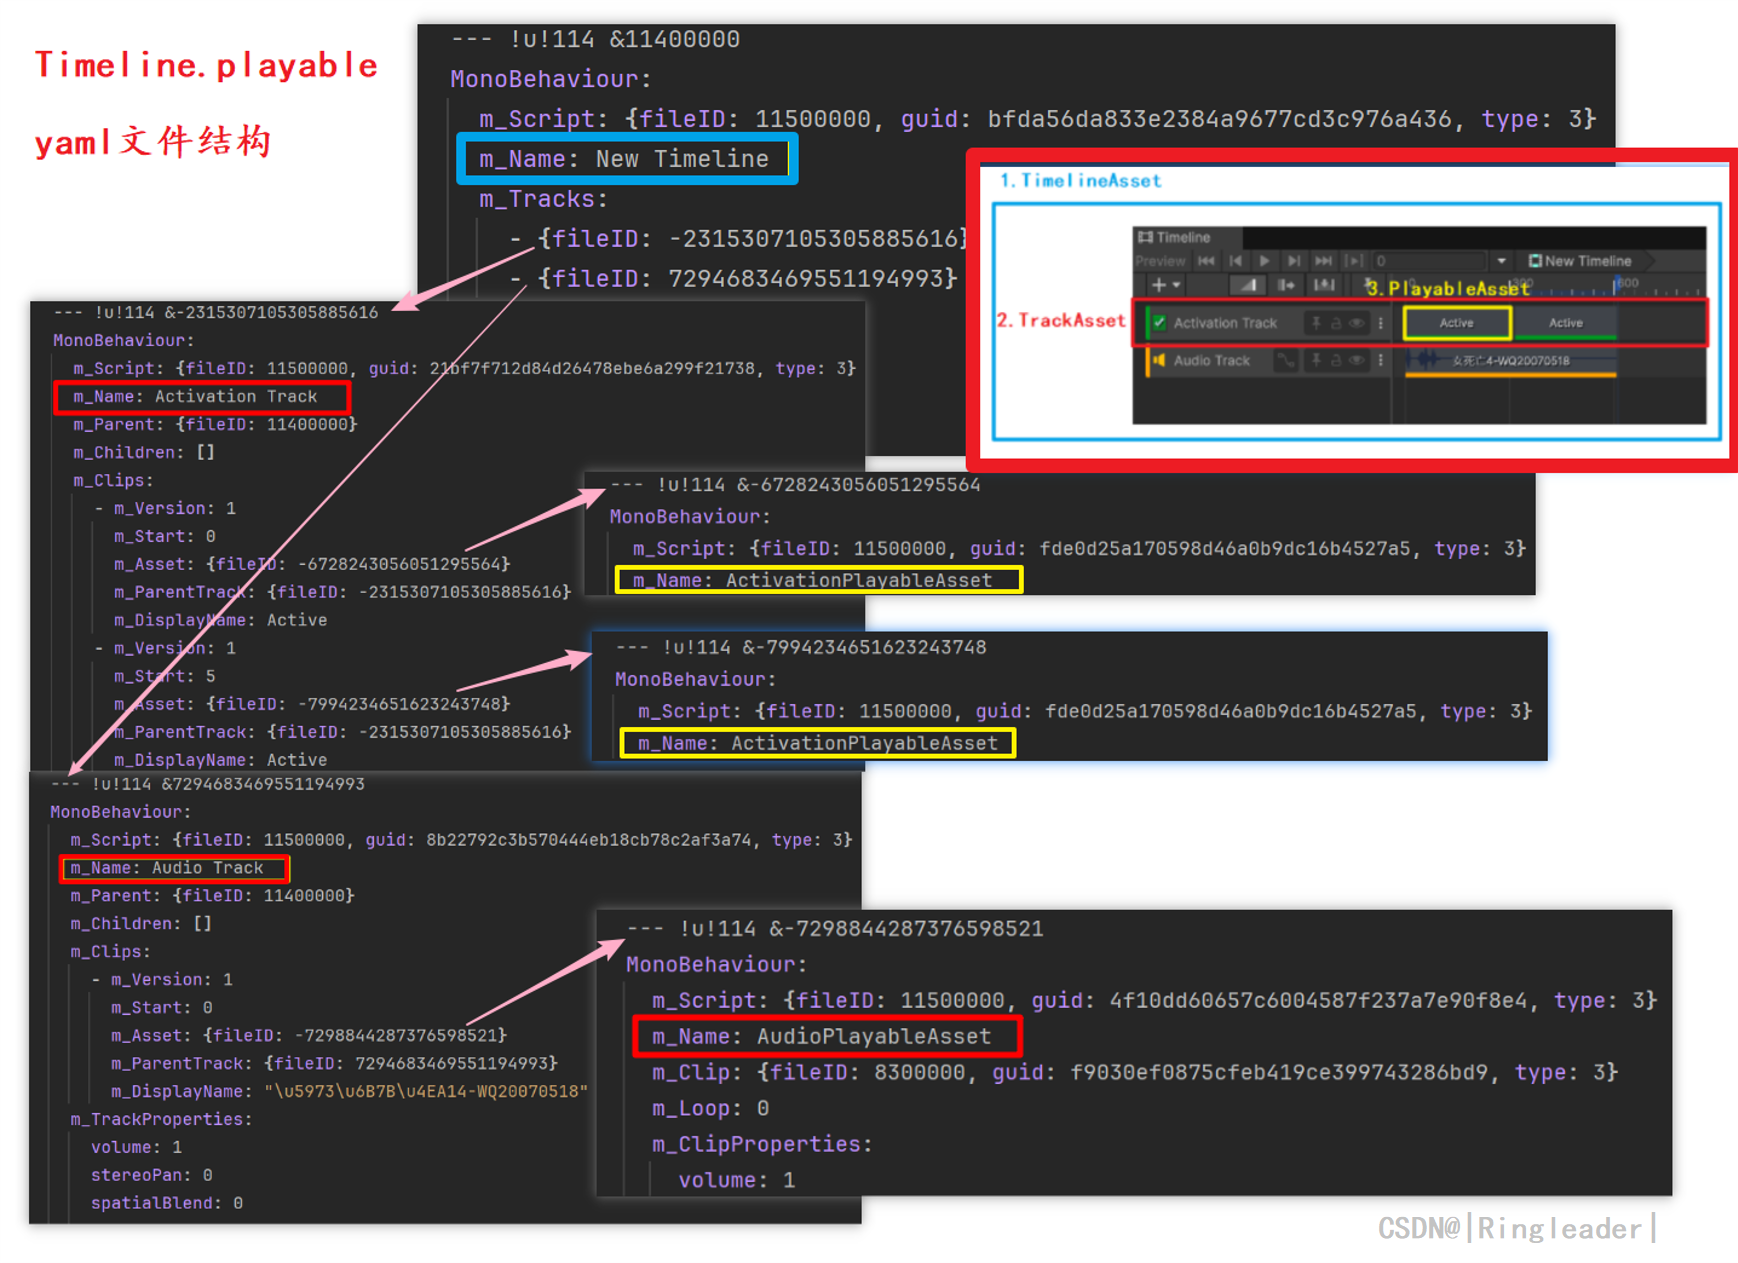 Timeline.playable
yaml文件结构
--- !u!114 &11400000
MonoBehaviour:
m_Script: {fileID: 11500000, guid: bfda56da833e2384a9677cd3c976a436, type: 3}
m_Name: New Timeline
m_Tracks:
- {fileID: -2315307105305885616}
- {fileID: 7294683469551194993}
1.TimelineAsset
Timeline
Preview
0
New Timeline
3.PlayableAsset
600
2.TrackAsset
Activation Track
Active
Active
Audio Track
女死亡4-WQ20070518
--- !u!114 &-2315307105305885616
MonoBehaviour:
m_Script: {fileID: 11500000, guid: 21bf7f712d84d26478ebe6a299f21738, type: 3}
m_Name: Activation Track
m_Parent: {fileID: 11400000}
m_Children: []
m_Clips:
- m_Version: 1
m_Start: 0
m_Asset: {fileID: -6728243056051295564}
m_ParentTrack: {fileID: -2315307105305885616}
m_DisplayName: Active
- m_Version: 1
m_Start: 5
m_Asset: {fileID: -7994234651623243748}
m_ParentTrack: {fileID: -2315307105305885616}
m_DisplayName: Active
--- !u!114 &-6728243056051295564
MonoBehaviour:
m_Script: {fileID: 11500000, guid: fde0d25a170598d46a0b9dc16b4527a5, type: 3}
m_Name: ActivationPlayableAsset
--- !u!114 &-7994234651623243748
MonoBehaviour:
m_Script: {fileID: 11500000, guid: fde0d25a170598d46a0b9dc16b4527a5, type: 3}
m_Name: ActivationPlayableAsset
--- !u!114 &7294683469551194993
MonoBehaviour:
m_Script: {fileID: 11500000, guid: 8b22792c3b570444eb18cb78c2af3a74, type: 3}
m_Name: Audio Track
m_Parent: {fileID: 11400000}
m_Children: []
m_Clips:
- m_Version: 1
m_Start: 0
m_Asset: {fileID: -7298844287376598521}
m_ParentTrack: {fileID: 7294683469551194993}
m_DisplayName: "\u5973\u6B7B\u4EA14-WQ20070518"
m_TrackProperties:
volume: 1
stereoPan: 0
spatialBlend: 0
--- !u!114 &-7298844287376598521
MonoBehaviour:
m_Script: {fileID: 11500000, guid: 4f10dd60657c6004587f237a7e90f8e4, type: 3}
m_Name: AudioPlayableAsset
m_Clip: {fileID: 8300000, guid: f9030ef0875cfeb419ce399743286bd9, type: 3}
m_Loop: 0
m_ClipProperties:
volume: 1
CSDN@|Ringleader|